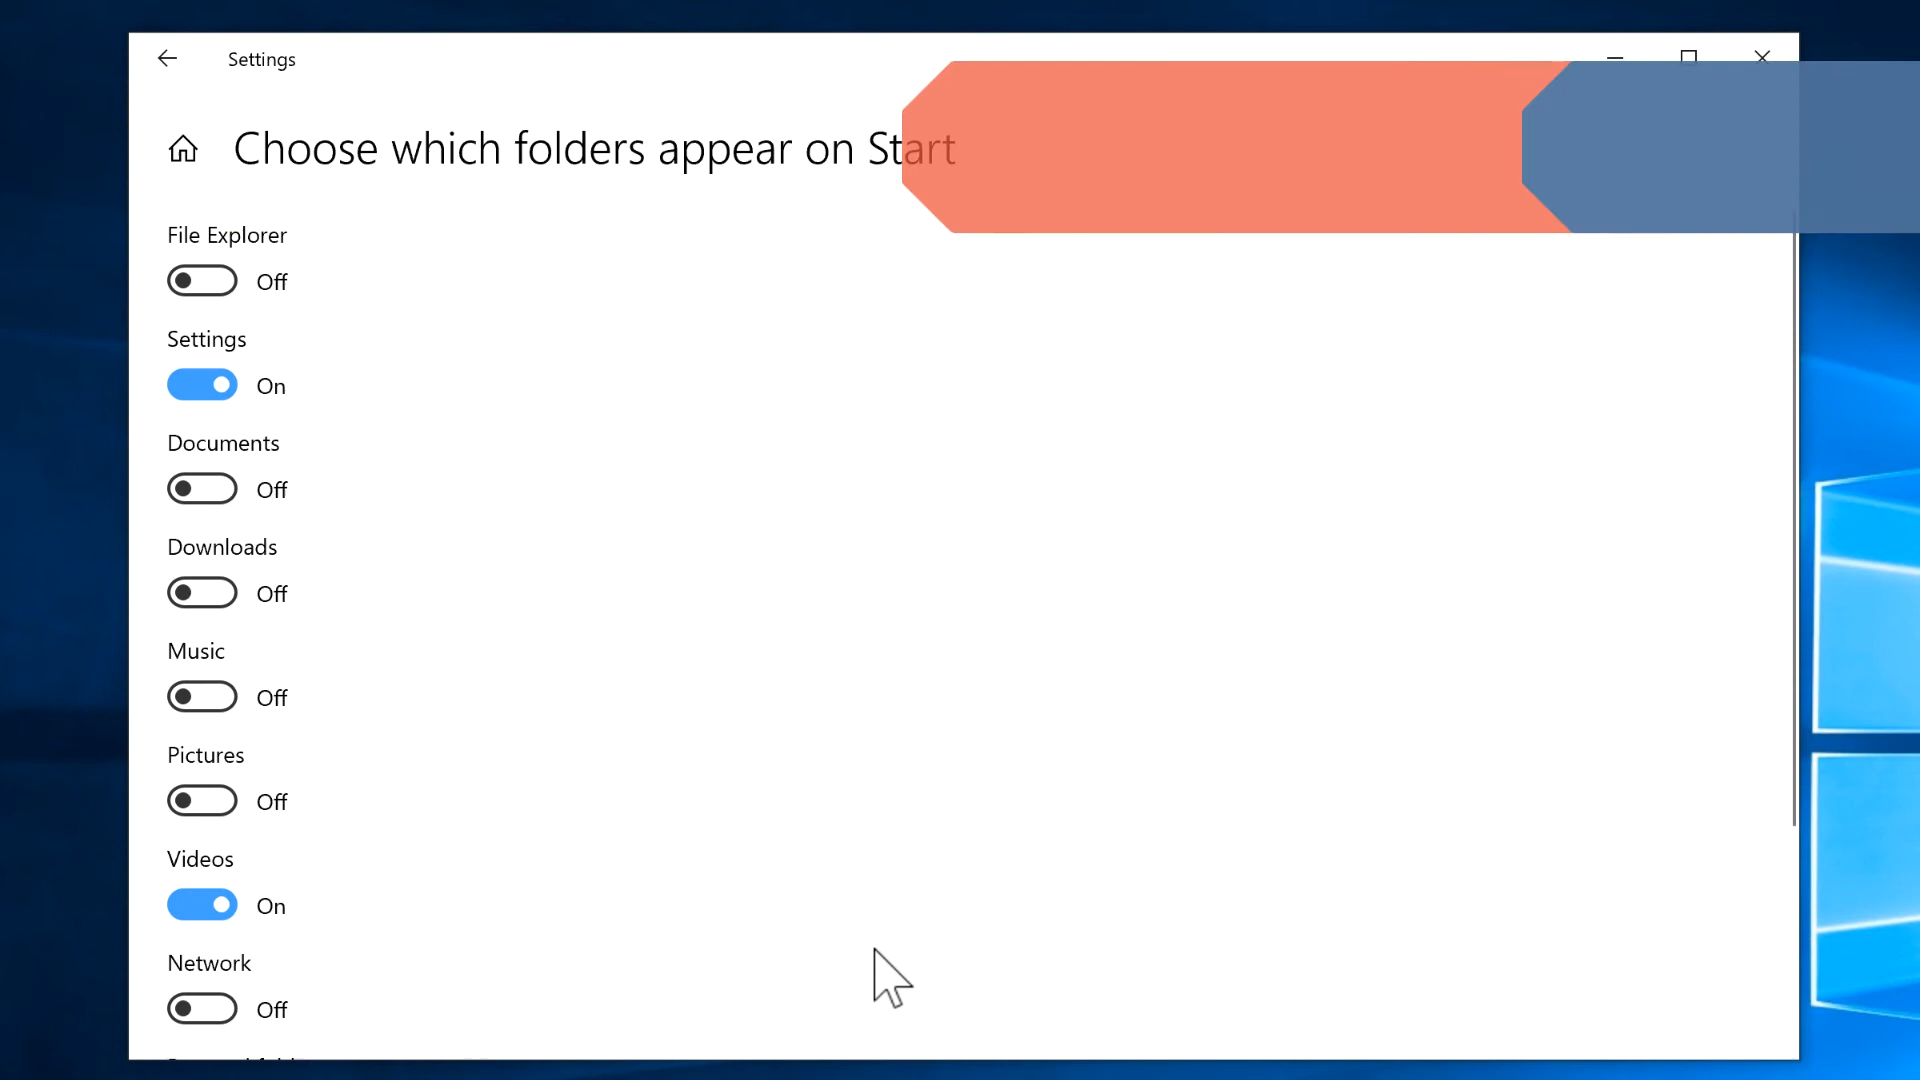 Settings
Choose which folders appear on Start
File Explorer
Off
Settings
On
Documents
Off
Downloads
Off
Music
Off
Pictures
Off
Videos
On
Network
Off